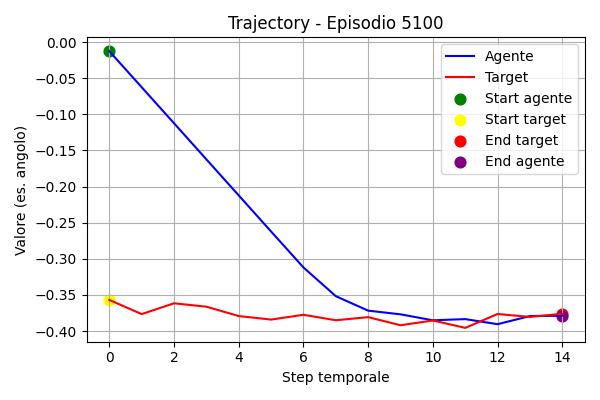 Trajectory - Episodio 5100
Valore (es. angolo)
0.00
−0.05
−0.10
−0.15
−0.20
−0.25
−0.30
−0.35
−0.40
Agente
Target
Start agente
Start target
End target
End agente
0 2 4 6 8 10 12 14
Step temporale